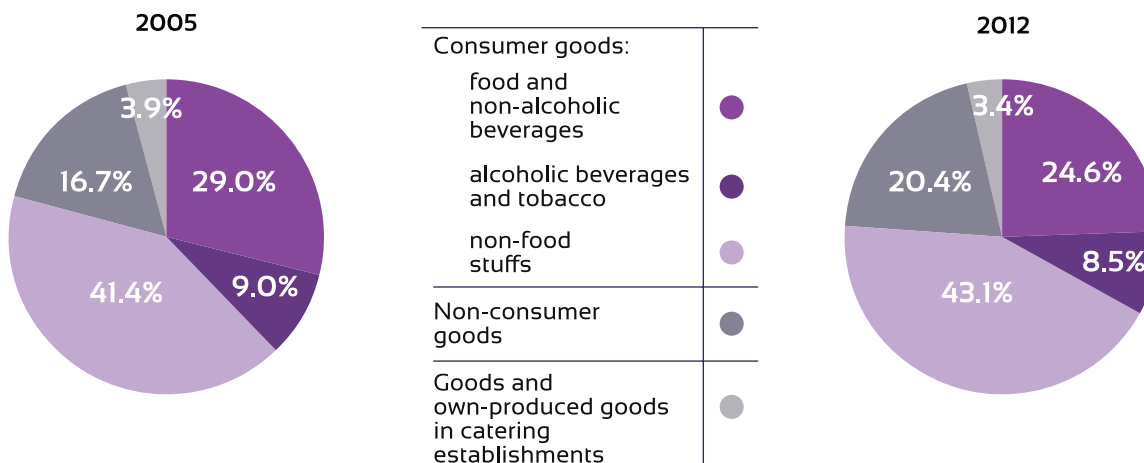 2005
3.9%
16.7%
29.0%
9.0%
41.4%
Consumer goods:
food and
non-alcoholic
beverages
alcoholic beverages
and tobacco
non-food
stuffs
Non-consumer
goods
Goods and
own-produced goods
in catering
establishments
2012
3.4%
20.4%
24.6%
8.5%
43.1%